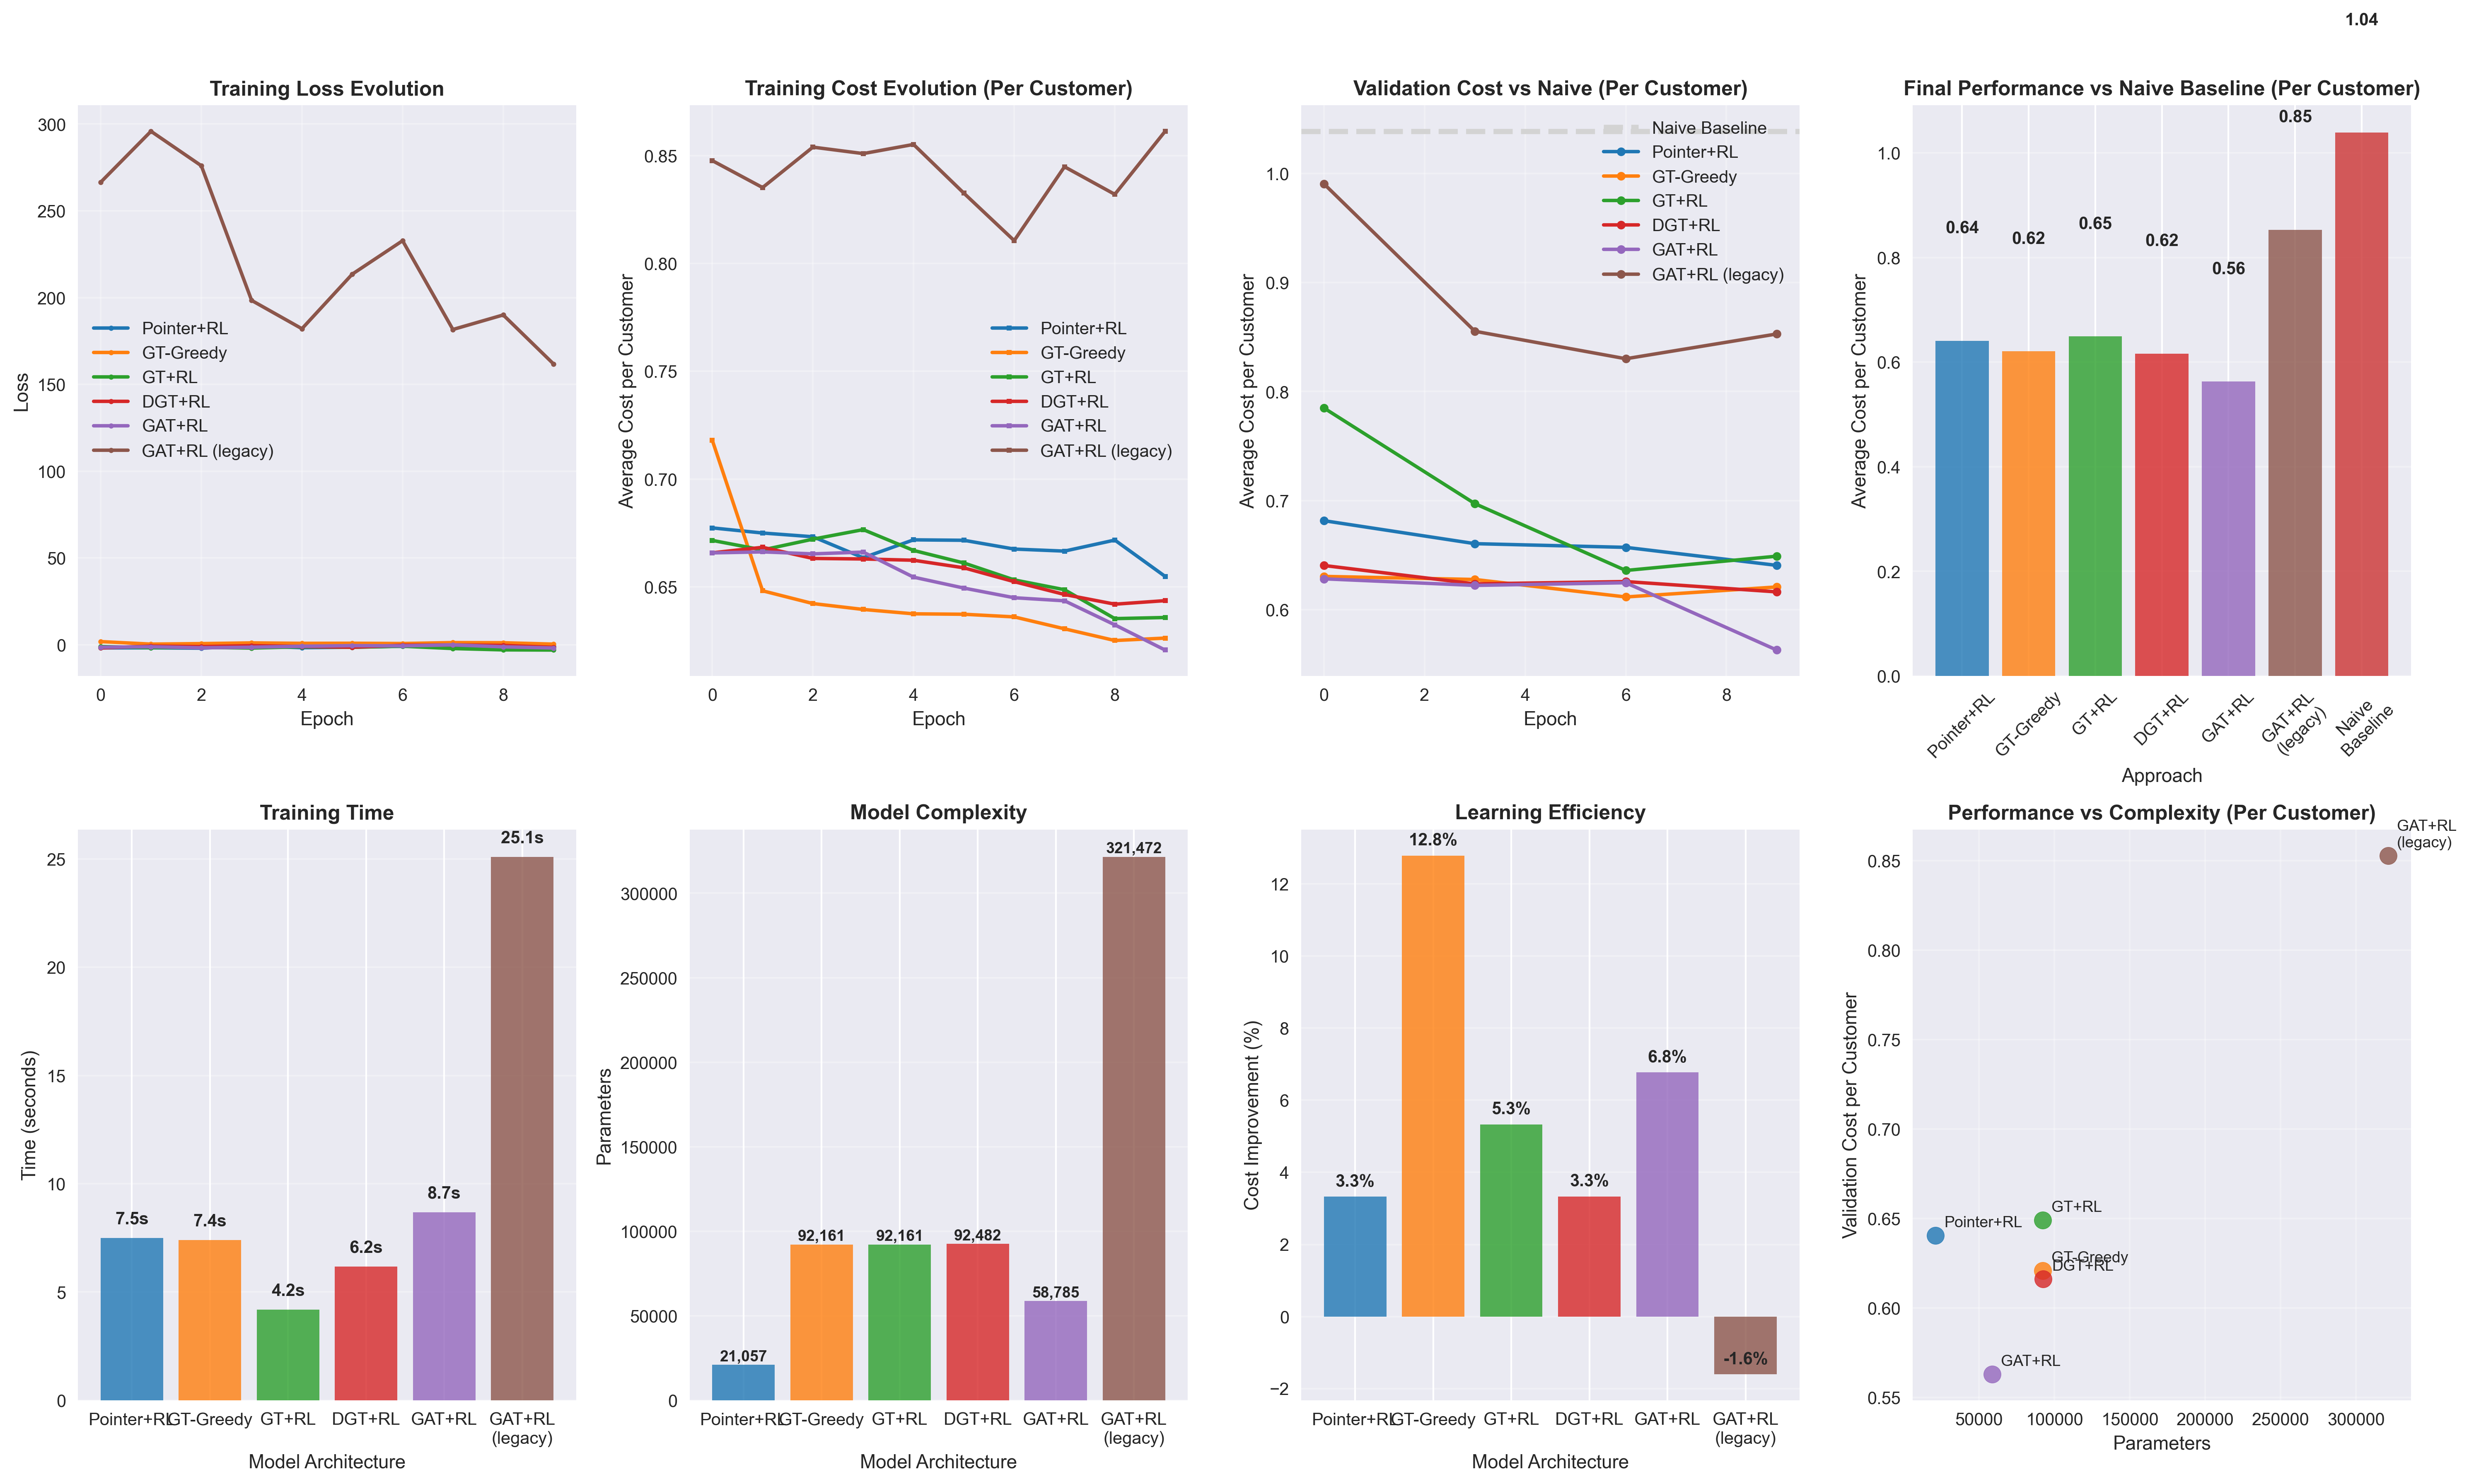 1.04
Training Loss Evolution
300
250
200
150
100
50
0
Loss
0 2 4 6 8
Epoch
Pointer+RL
GT-Greedy
GT+RL
DGT+RL
GAT+RL
GAT+RL (legacy)
Training Cost Evolution (Per Customer)
0.85
0.80
0.75
0.70
0.65
Average Cost per Customer
0 2 4 6 8
Epoch
Pointer+RL
GT-Greedy
GT+RL
DGT+RL
GAT+RL
GAT+RL (legacy)
Validation Cost vs Naive (Per Customer)
1.0
0.9
0.8
0.7
0.6
Average Cost per Customer
0 2 4 6 8
Epoch
Naive Baseline
Pointer+RL
GT-Greedy
GT+RL
DGT+RL
GAT+RL
GAT+RL (legacy)
Final Performance vs Naive Baseline (Per Customer)
1.0
0.8
0.6
0.4
0.2
0.0
Average Cost per Customer
0.64
0.62
0.65
0.62
0.56
0.85
Pointer+RL
GT-Greedy
GT+RL
DGT+RL
GAT+RL
GAT+RL
(legacy)
Naive
Baseline
Approach
Training Time
25
20
15
10
5
0
Time (seconds)
7.5s
7.4s
4.2s
6.2s
8.7s
25.1s
Pointer+RL
GT-Greedy
GT+RL
DGT+RL
GAT+RL
GAT+RL
(legacy)
Model Architecture
Model Complexity
300000
250000
200000
150000
100000
50000
0
Parameters
21,057
92,161
92,161
92,482
58,785
321,472
Pointer+RL
GT-Greedy
GT+RL
DGT+RL
GAT+RL
GAT+RL
(legacy)
Model Architecture
Learning Efficiency
12
10
8
6
4
2
0
−2
Cost Improvement (%)
3.3%
12.8%
5.3%
3.3%
6.8%
-1.6%
Pointer+RL
GT-Greedy
GT+RL
DGT+RL
GAT+RL
GAT+RL
(legacy)
Model Architecture
Performance vs Complexity (Per Customer)
0.85
0.80
0.75
0.70
0.65
0.60
0.55
Validation Cost per Customer
GAT+RL
(legacy)
GT+RL
Pointer+RL
GT-Greedy
DGT+RL
GAT+RL
50000 100000 150000 200000 250000 300000
Parameters